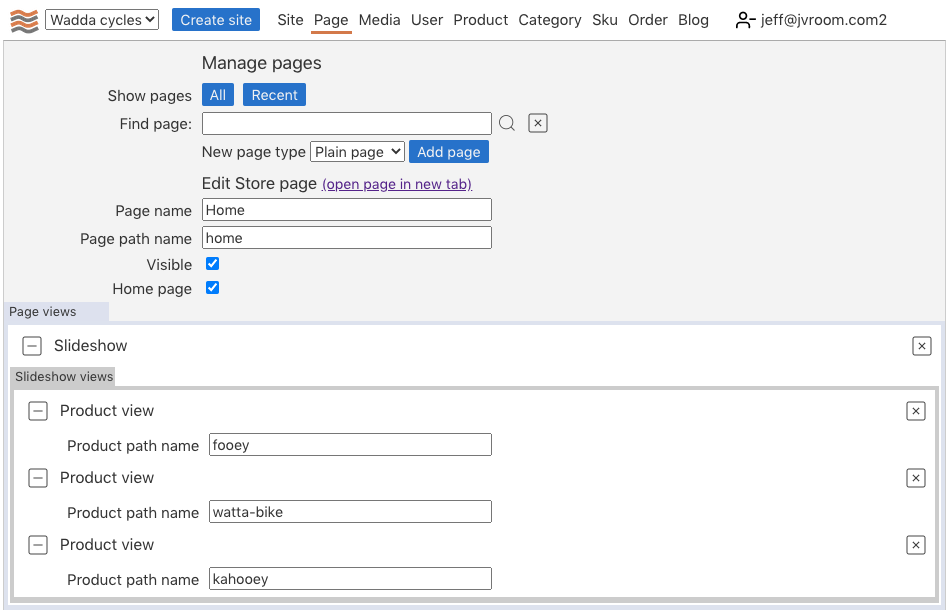 Wadda cycles Create site Site Page Media User Product Category Sku Order Blog jeff@jvroom.com2
Manage pages
Show pages All Recent
Find page:
New page type Plain page Add page
Edit Store page (open page in new tab)
Page name Home
Page path name home
Visible
Home page
Page views
Slideshow
Slideshow views
Product view
Product path name fooey
Product view
Product path name watta-bike
Product view
Product path name kahooey